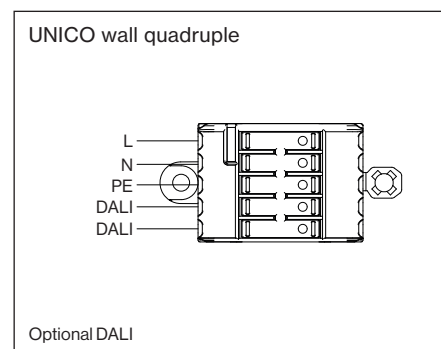 UNICO wall quadruple
L
N
PE
DALI
DALI
Optional DALI